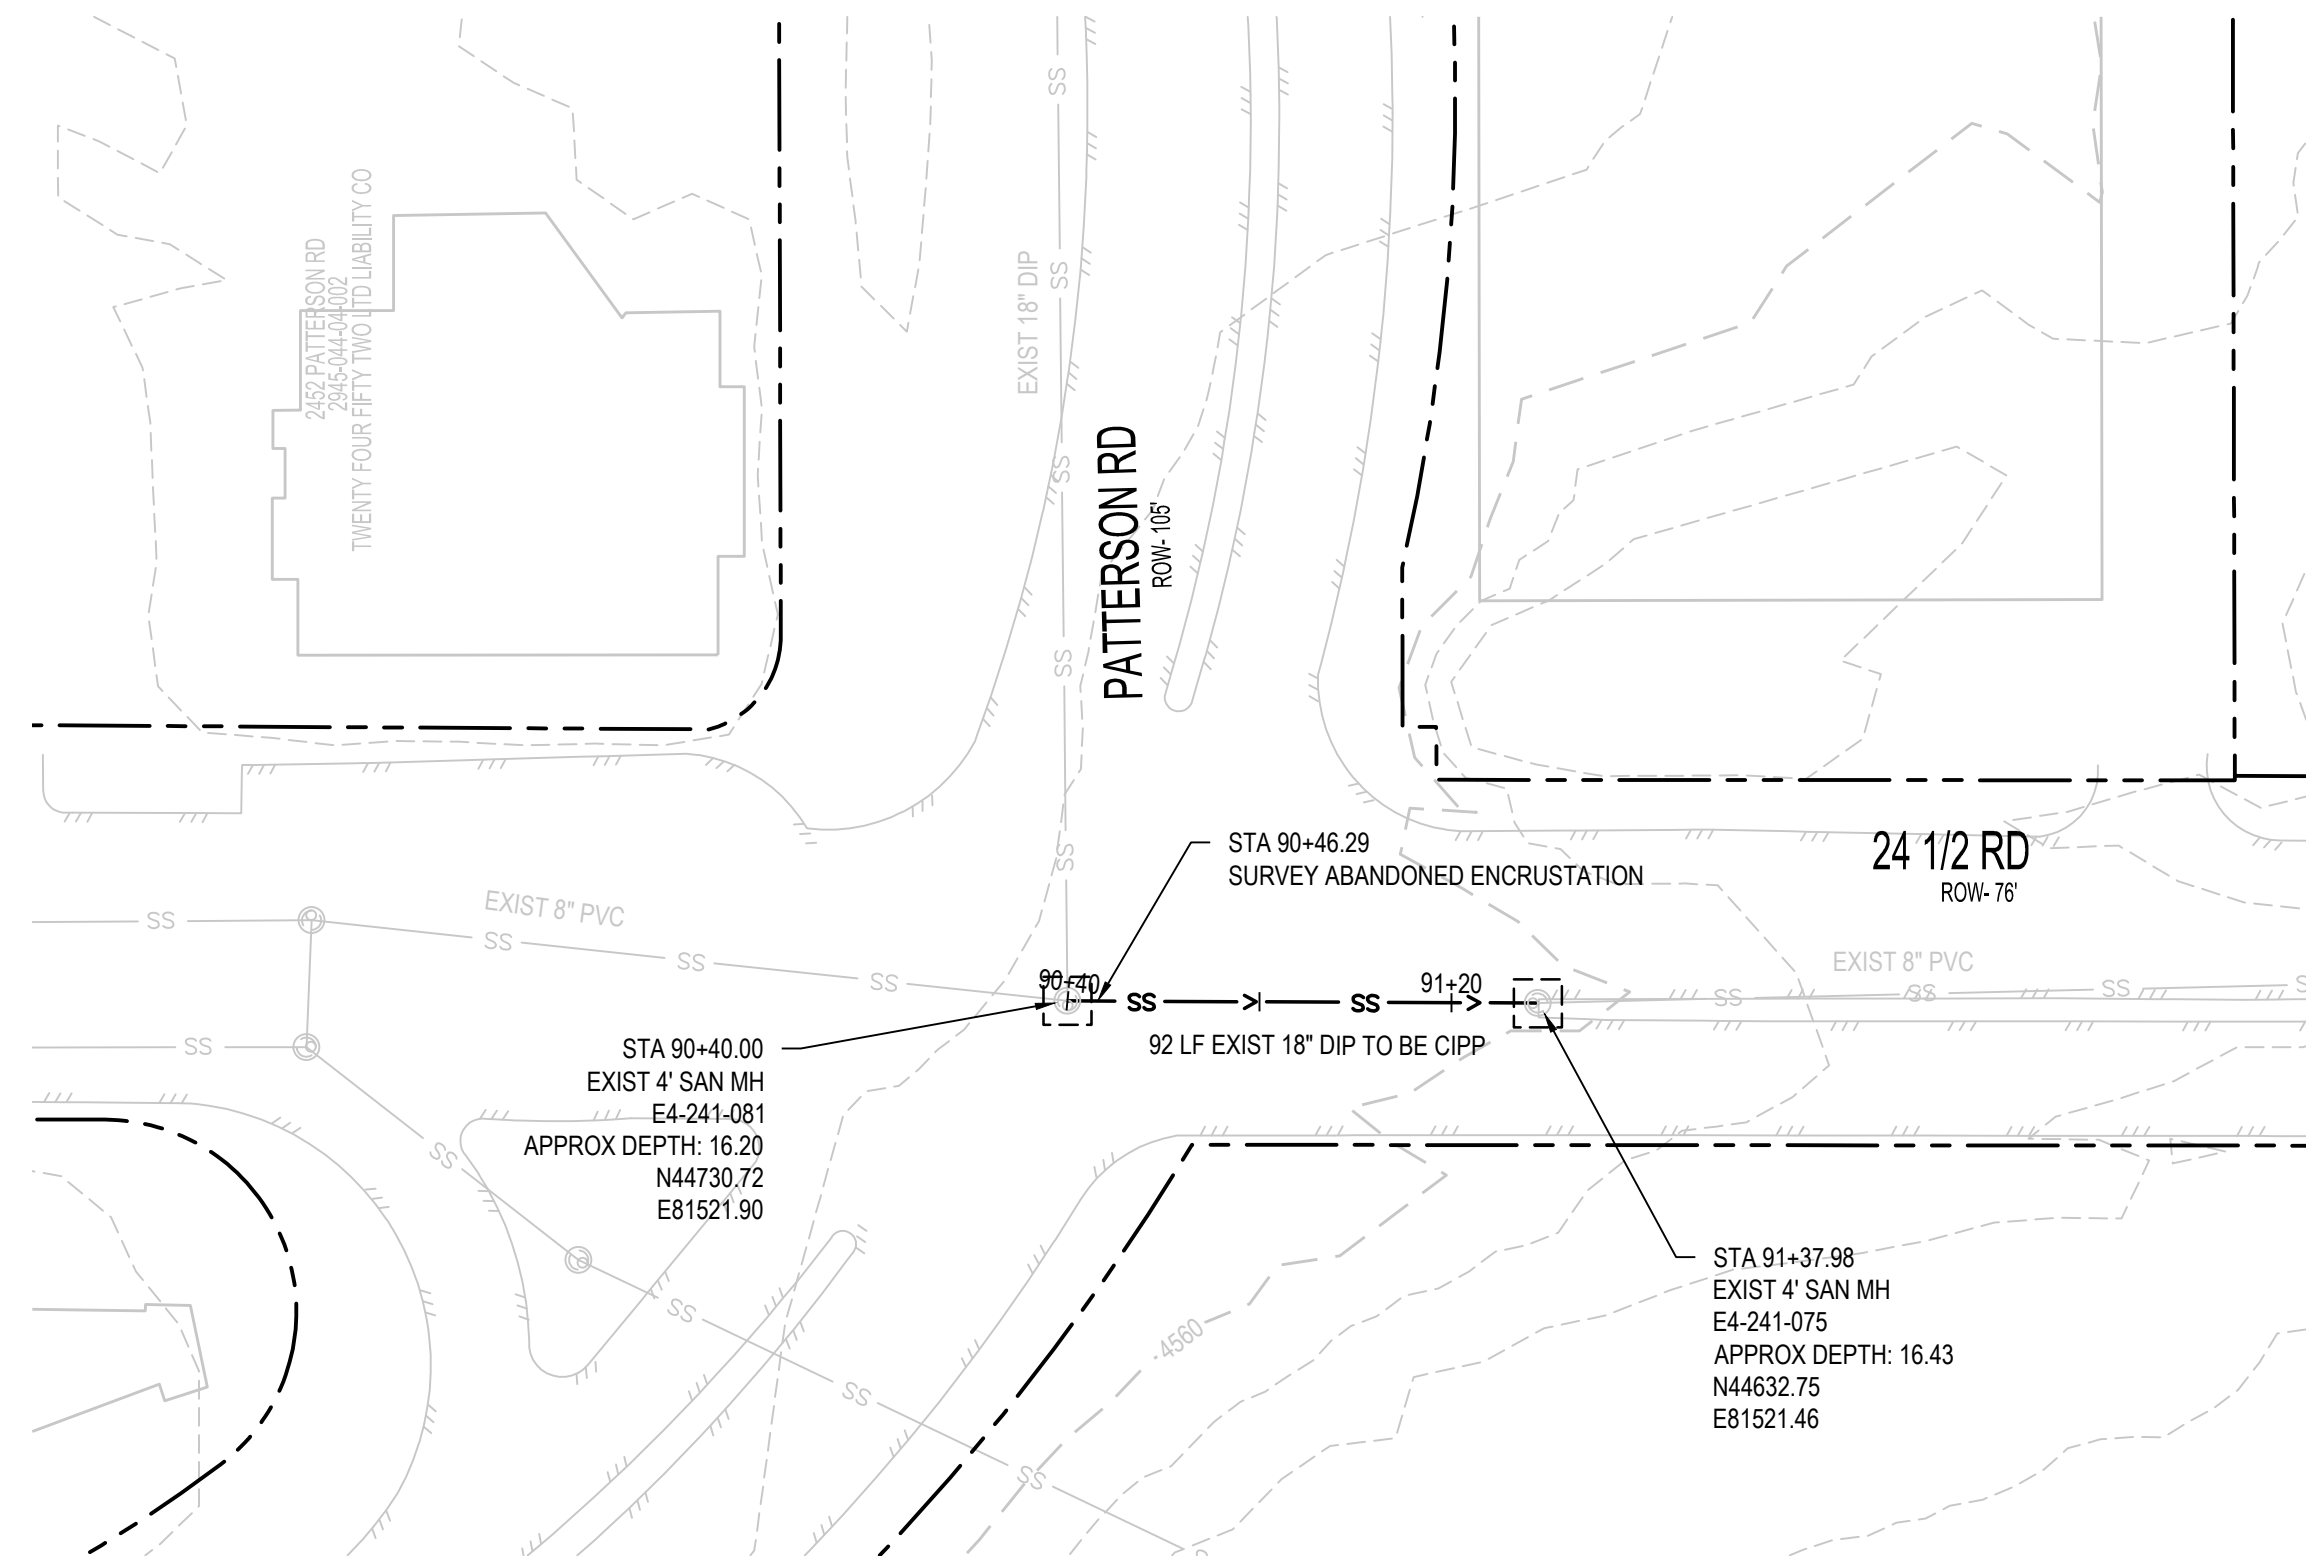 SS
2452 PATTERSON RD
2945-044-04-002
TWENTY FOUR FIFTY TWO LTD LIABILITY CO
EXIST 18" DIP
SS
SS
PATTERSON RD
ROW- 105'
SS
SS
STA 90+46.29
SURVEY ABANDONED ENCRUSTATION
24 1/2 RD
ROW- 76'
EXIST 8" PVC
SS
SS
SS
SS
EXIST 8" PVC
90+40
91+20
SS
SS
SS
SS
SS
S
92 LF EXIST 18" DIP TO BE CIPP
SS
STA 90+40.00
EXIST 4' SAN MH
E4-241-081
APPROX DEPTH: 16.20
N44730.72
E81521.90
SS
SS
SS
SS
4560
STA 91+37.98
EXIST 4' SAN MH
E4-241-075
APPROX DEPTH: 16.43
N44632.75
E81521.46